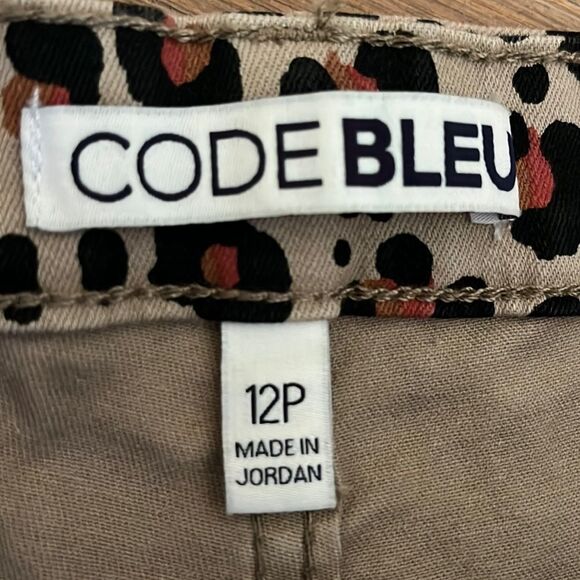 CODE BLEU
12P
MADE IN
JORDAN